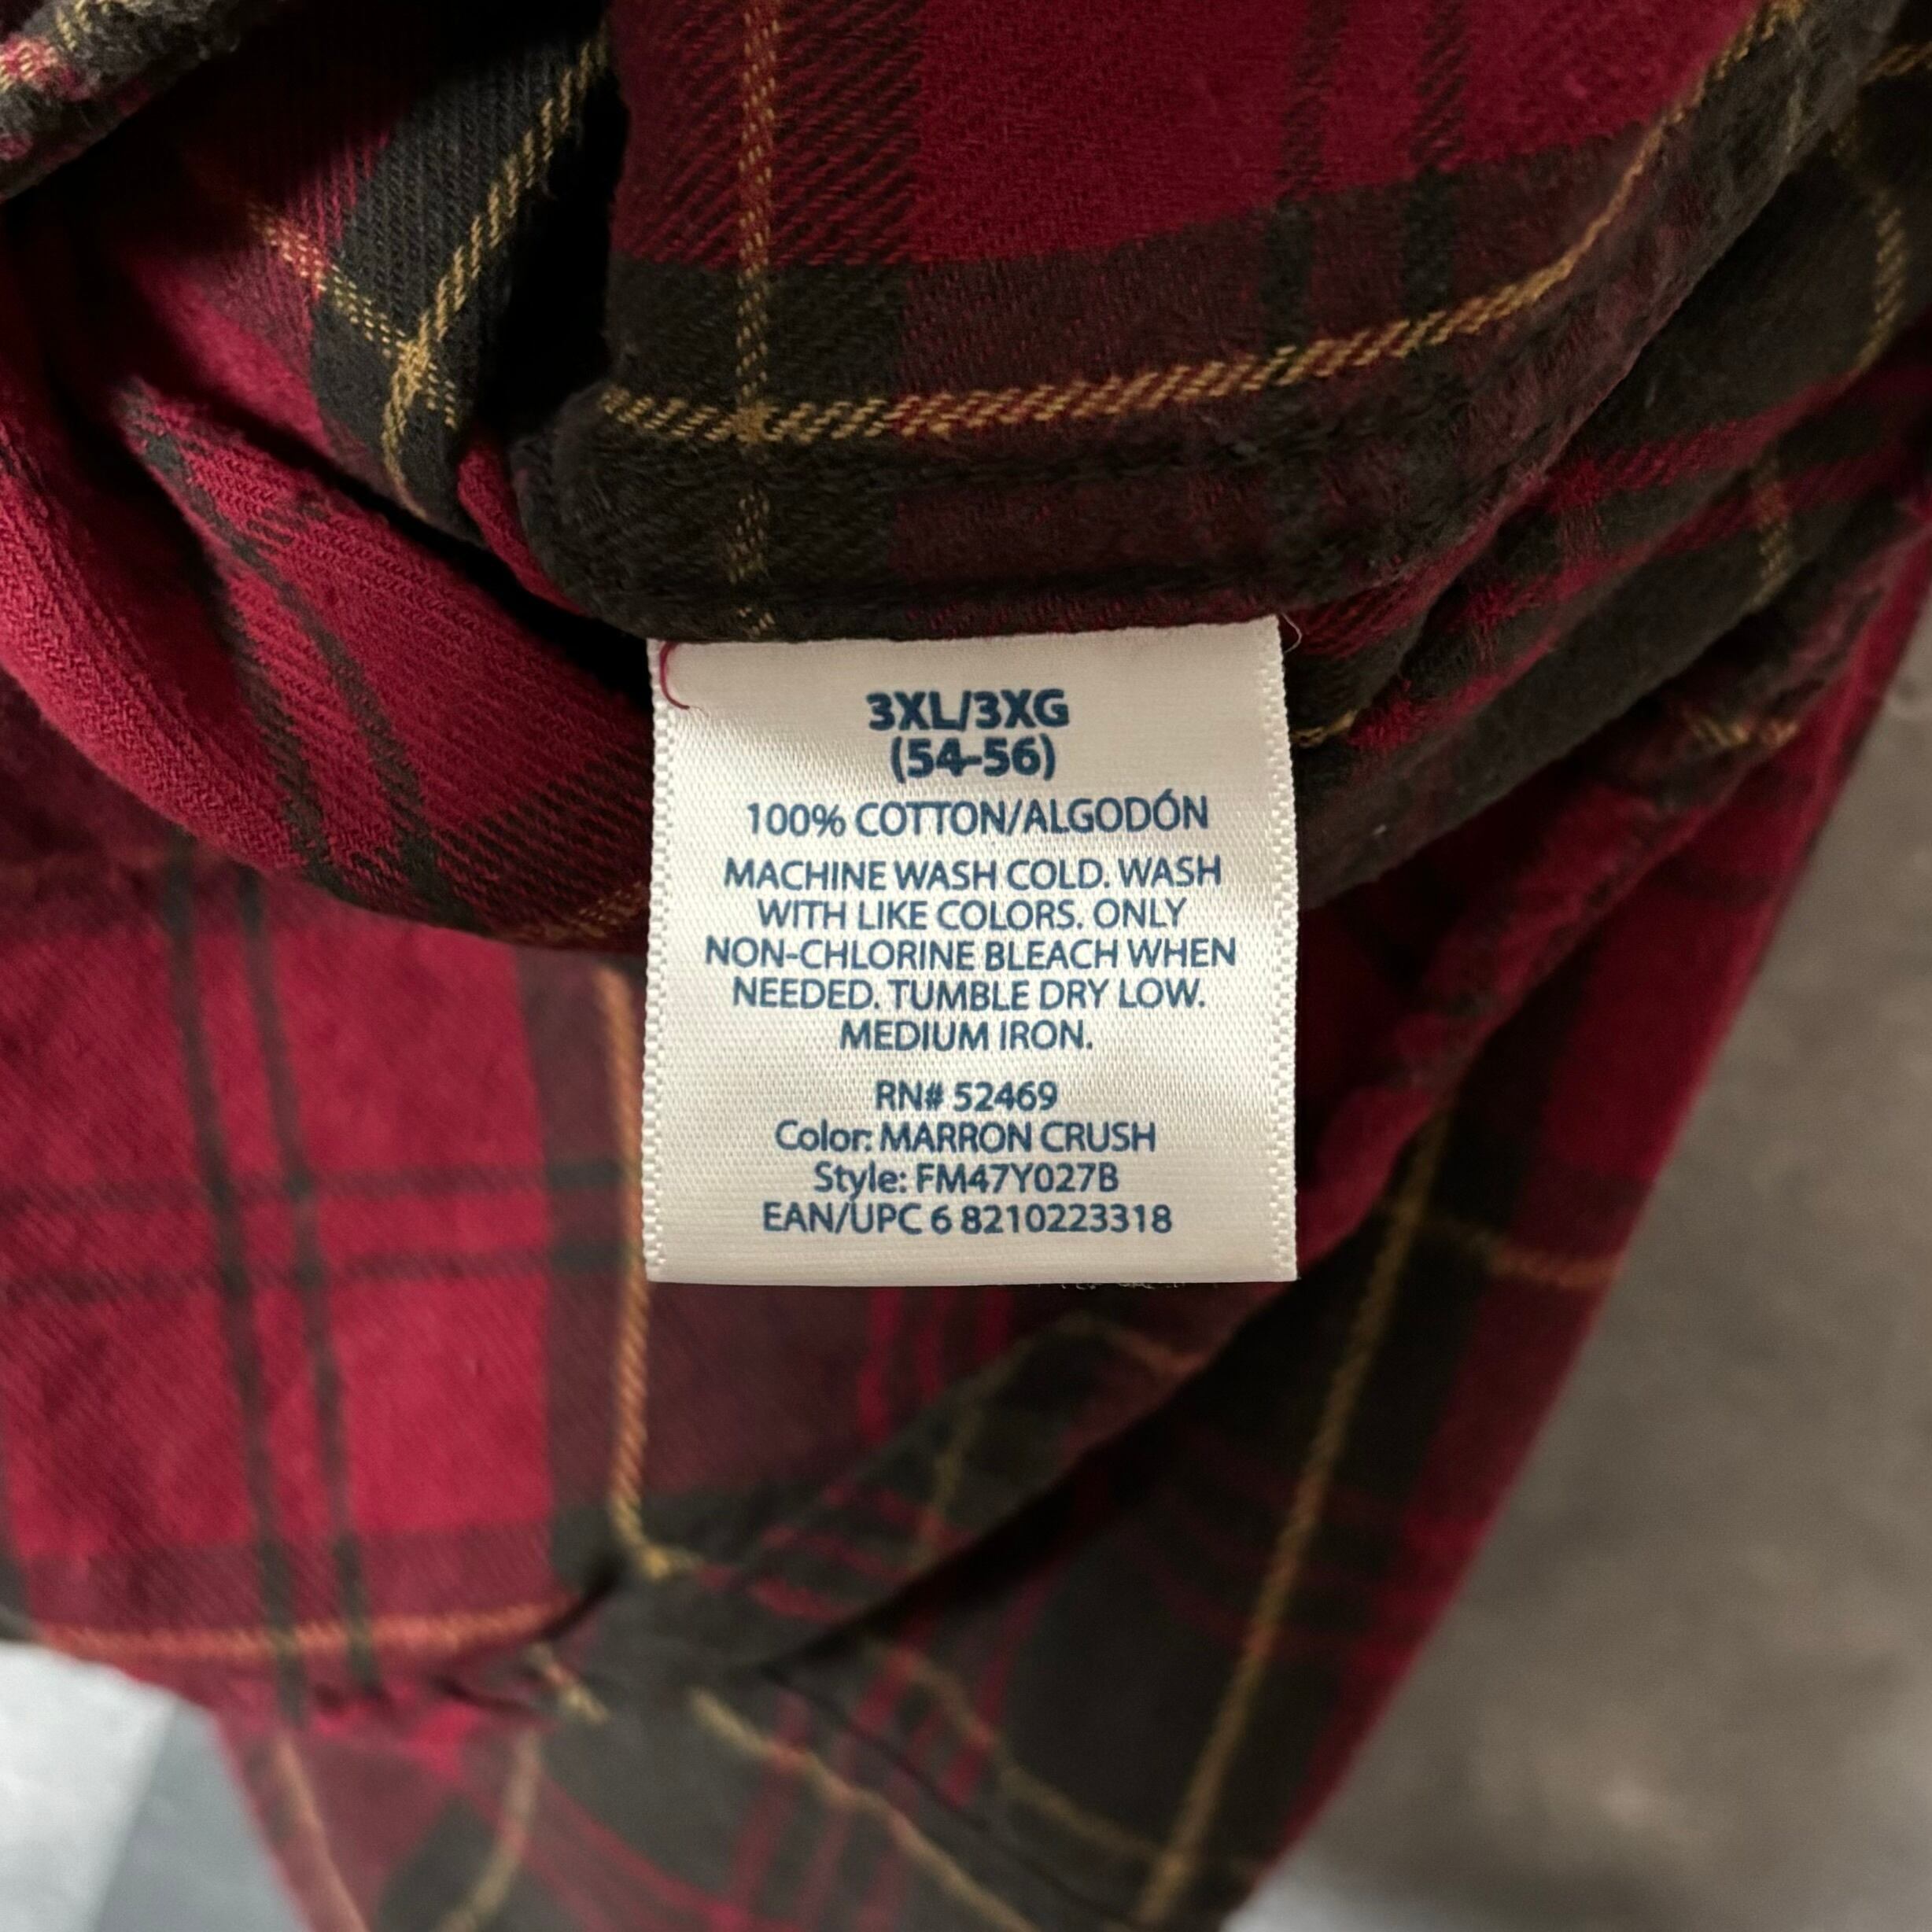 3XL/3XG
(54-56)
100% COTTON/ALGODÓN
MACHINE WASH COLD. WASH
WITH LIKE COLORS. ONLY
NON-CHLORINE BLEACH WHEN
NEEDED. TUMBLE DRY LOW.
MEDIUM IRON.
RN# 52469
Color: MARRON CRUSH
Style: FM47Y027B
EAN/UPC 6 8210223318